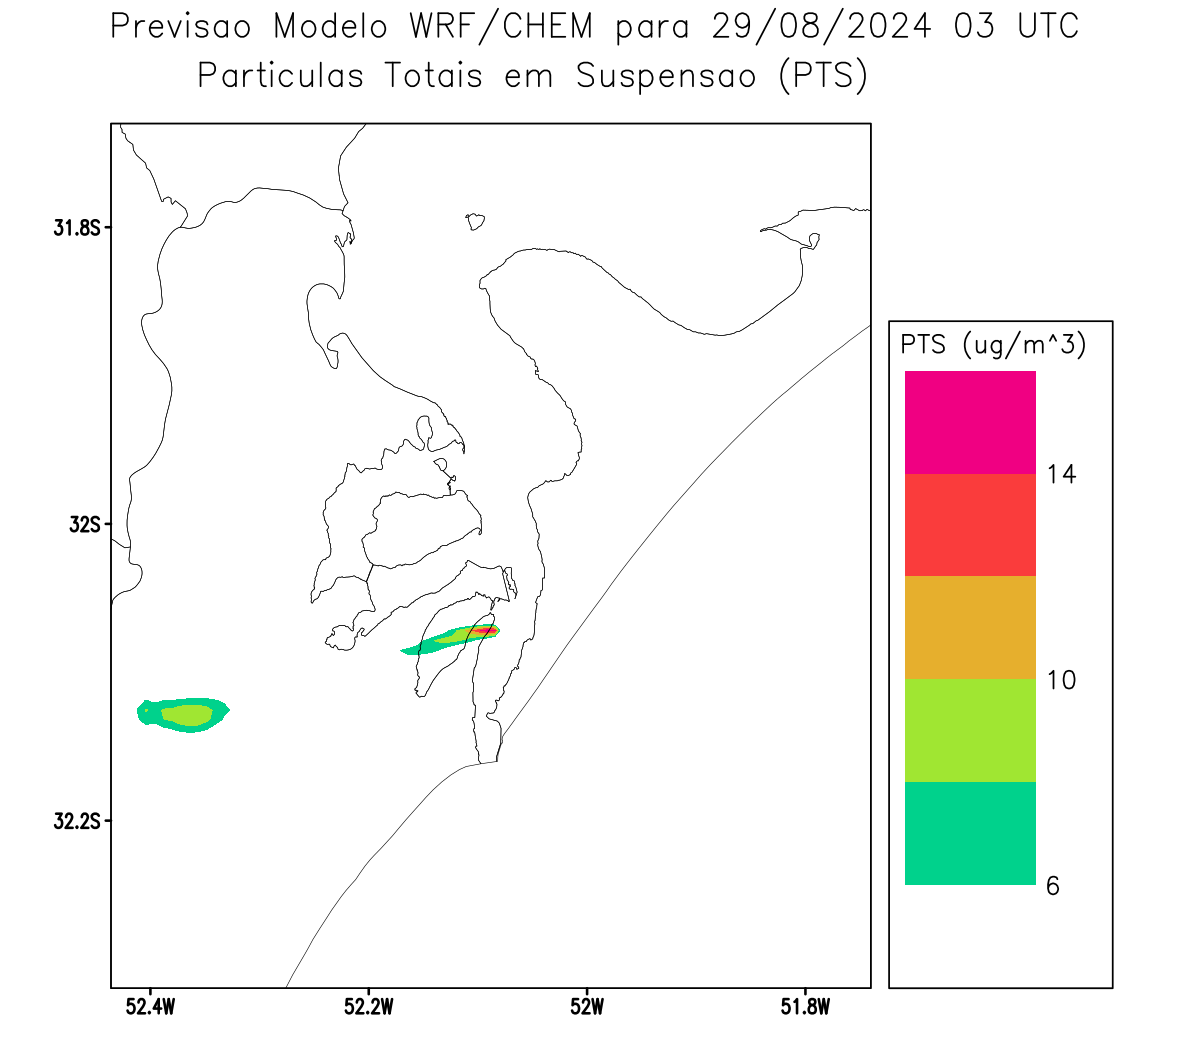 Previsao Modelo WRF/CHEM para 29/08/2024 03 UTC
Particulas Totais em Suspensao (PTS)
31.8S
32S
32.2S
52.4W
52.2W
52W
51.8W
PTS (ug/m^3)
14
10
6